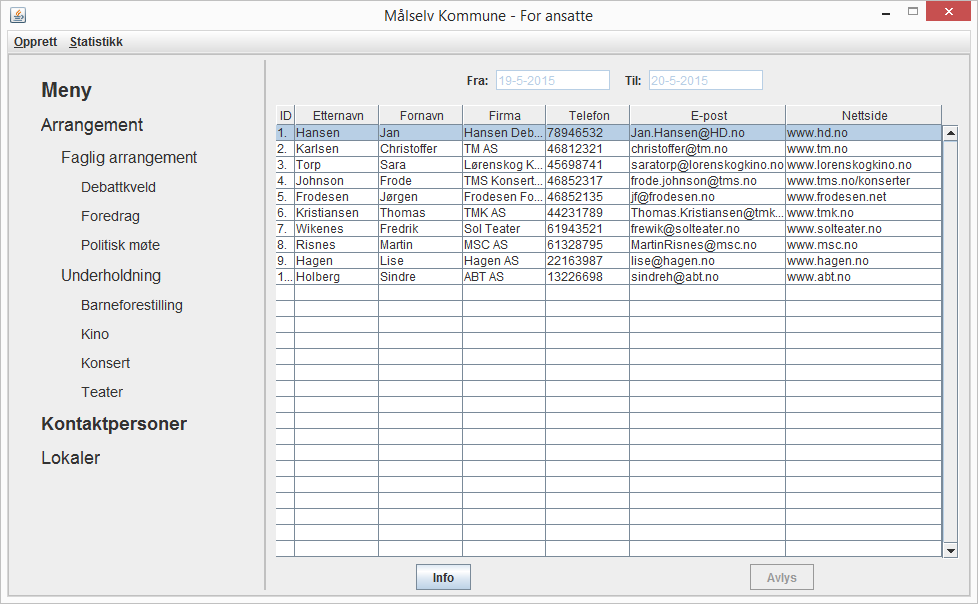 Målselv Kommune - For ansatte
Opprett Statistikk
Meny
Arrangement
Faglig arrangement
Debattkveld
Foredrag
Politisk møte
Underholdning
Barneforestilling
Kino
Konsert
Teater
Kontaktpersoner
Lokaler
Fra: 19-5-2015 Til: 20-5-2015
ID Etternavn Fornavn Firma Telefon E-post Nettside
1. Hansen Jan Hansen Deb... 78946532 Jan.Hansen@HD.no www.hd.no
2. Karlsen Christoffer TM AS 46812321 christoffer@tm.no www.tm.no
3. Torp Sara Lørenskog K... 45698741 saratorp@lorenskogkino.no www.lorenskogkino.no
4. Johnson Frode TMS Konsert... 46852317 frode.johnson@tms.no www.tms.no/konserter
5. Frodesen Jørgen Frodesen Fo... 46852135 jf@frodesen.no www.frodesen.net
6. Kristiansen Thomas TMK AS 44231789 Thomas.Kristiansen@tmk... www.tmk.no
7. Wikenes Fredrik Sol Teater 61943521 frewik@solteater.no www.solteater.no
8. Risnes Martin MSC AS 61328795 MartinRisnes@msc.no www.msc.no
9. Hagen Lise Hagen AS 22163987 lise@hagen.no www.hagen.no
1... Holberg Sindre ABT AS 13226698 sindreh@abt.no www.abt.no
Info Avlys